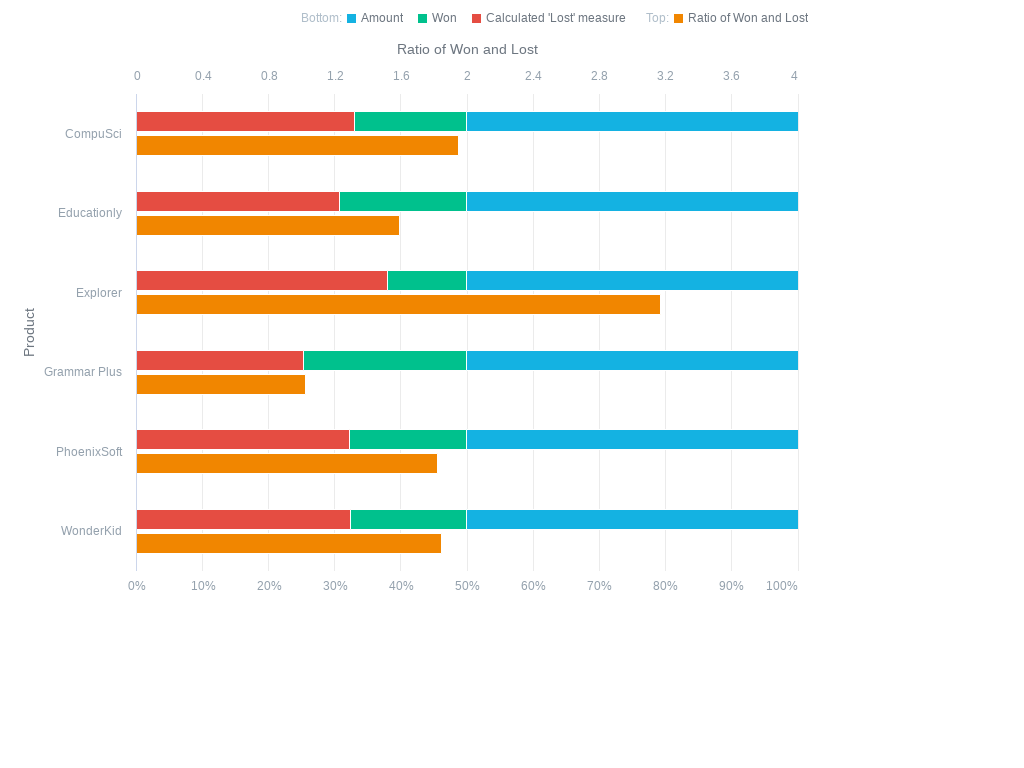 Bottom: Amount Won Calculated 'Lost' measure Top: Ratio of Won and Lost
Ratio of Won and Lost
0 0.4 0.8 1.2 1.6 2 2.4 2.8 3.2 3.6 4
CompuSci
Educationly
Explorer
Product
Grammar Plus
PhoenixSoft
WonderKid
0% 10% 20% 30% 40% 50% 60% 70% 80% 90% 100%